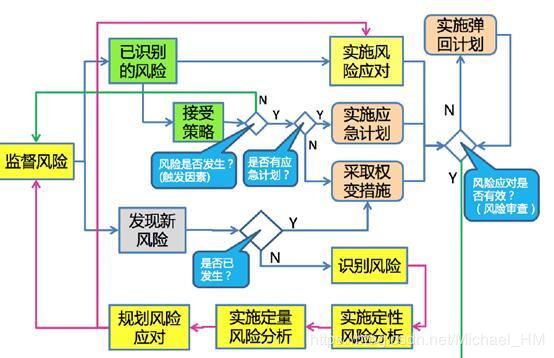 实施弹
回计划
已识别
的风险
实施风
险应对
N
接受
策略
N
Y
Y
实施应
急计划
监督风险
风险是否发生？
(触发因素)
是否有应
急计划？
N
采取权
变措施
Y
风险应对是
否有效？
（风险审查）
发现新
风险
Y
是否已
发生？
N
识别风险
规划风险
应对
实施定量
风险分析
实施定性
风险分析